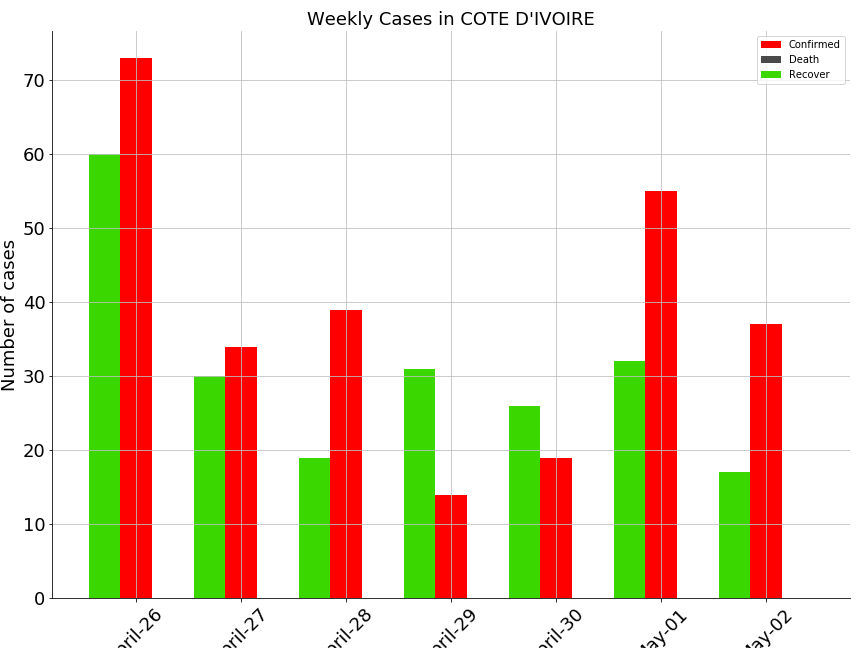 Weekly Cases in COTE D'IVOIRE
Confirmed
Death
Recover
Number of cases
70
60
50
40
30
20
10
0
pril-26
pril-27
pril-28
pril-29
pril-30
May-01
May-02